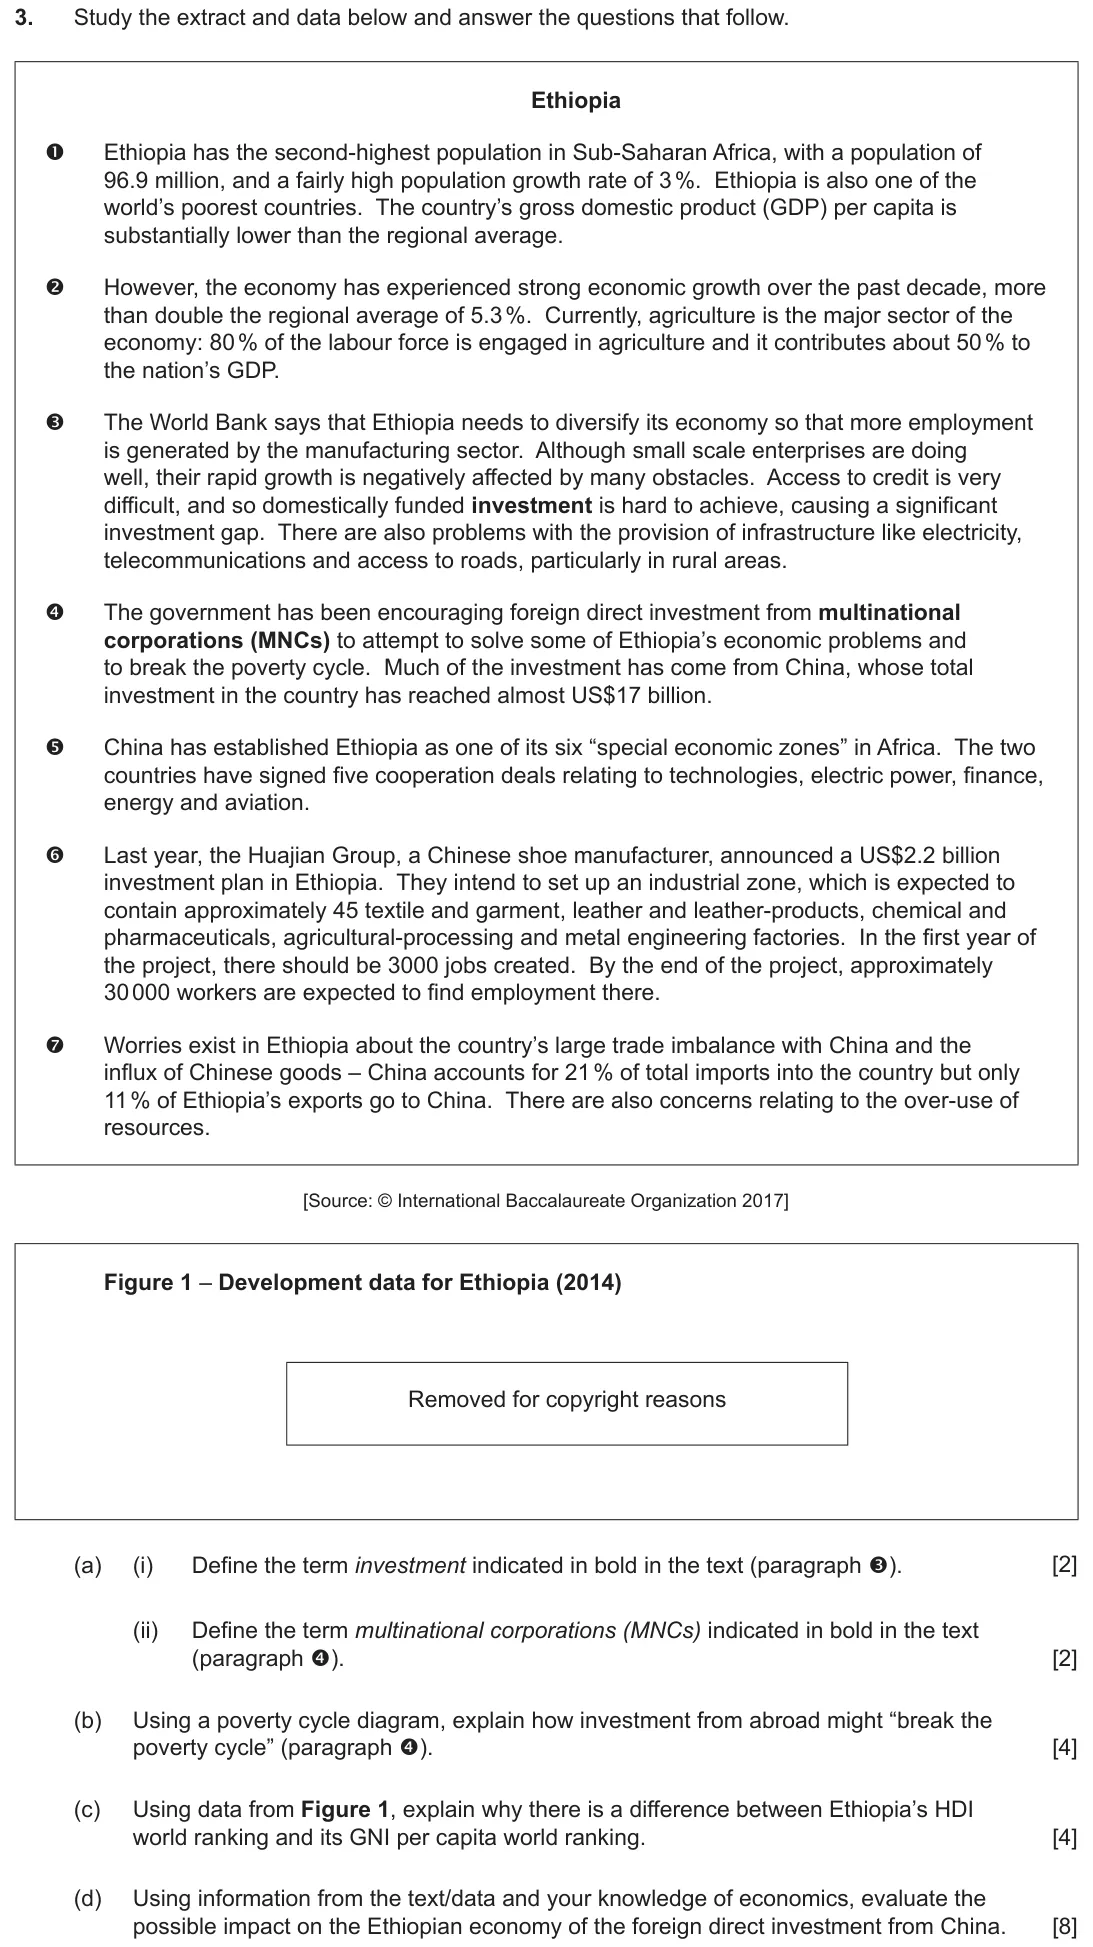 3. Study the extract and data below and answer the questions that follow.
Ethiopia
❶ Ethiopia has the second-highest population in Sub-Saharan Africa, with a population of
96.9 million, and a fairly high population growth rate of 3 %. Ethiopia is also one of the
world’s poorest countries. The country’s gross domestic product (GDP) per capita is
substantially lower than the regional average.
❷ However, the economy has experienced strong economic growth over the past decade, more
than double the regional average of 5.3 %. Currently, agriculture is the major sector of the
economy: 80 % of the labour force is engaged in agriculture and it contributes about 50 % to
the nation’s GDP.
❸ The World Bank says that Ethiopia needs to diversify its economy so that more employment
is generated by the manufacturing sector. Although small scale enterprises are doing
well, their rapid growth is negatively affected by many obstacles. Access to credit is very
difficult, and so domestically funded investment is hard to achieve, causing a significant
investment gap. There are also problems with the provision of infrastructure like electricity,
telecommunications and access to roads, particularly in rural areas.
❹ The government has been encouraging foreign direct investment from multinational
corporations (MNCs) to attempt to solve some of Ethiopia’s economic problems and
to break the poverty cycle. Much of the investment has come from China, whose total
investment in the country has reached almost US$17 billion.
❺ China has established Ethiopia as one of its six “special economic zones” in Africa. The two
countries have signed five cooperation deals relating to technologies, electric power, finance,
energy and aviation.
❻ Last year, the Huajian Group, a Chinese shoe manufacturer, announced a US$2.2 billion
investment plan in Ethiopia. They intend to set up an industrial zone, which is expected to
contain approximately 45 textile and garment, leather and leather-products, chemical and
pharmaceuticals, agricultural-processing and metal engineering factories. In the first year of
the project, there should be 3000 jobs created. By the end of the project, approximately
30 000 workers are expected to find employment there.
❼ Worries exist in Ethiopia about the country’s large trade imbalance with China and the
influx of Chinese goods – China accounts for 21 % of total imports into the country but only
11 % of Ethiopia’s exports go to China. There are also concerns relating to the over-use of
resources.
[Source: © International Baccalaureate Organization 2017]
Figure 1 – Development data for Ethiopia (2014)
Removed for copyright reasons
(a) (i) Define the term investment indicated in bold in the text (paragraph ❸). [2]
(ii) Define the term multinational corporations (MNCs) indicated in bold in the text
(paragraph ❹). [2]
(b) Using a poverty cycle diagram, explain how investment from abroad might “break the
poverty cycle” (paragraph ❹). [4]
(c) Using data from Figure 1, explain why there is a difference between Ethiopia’s HDI
world ranking and its GNI per capita world ranking. [4]
(d) Using information from the text/data and your knowledge of economics, evaluate the
possible impact on the Ethiopian economy of the foreign direct investment from China. [8]